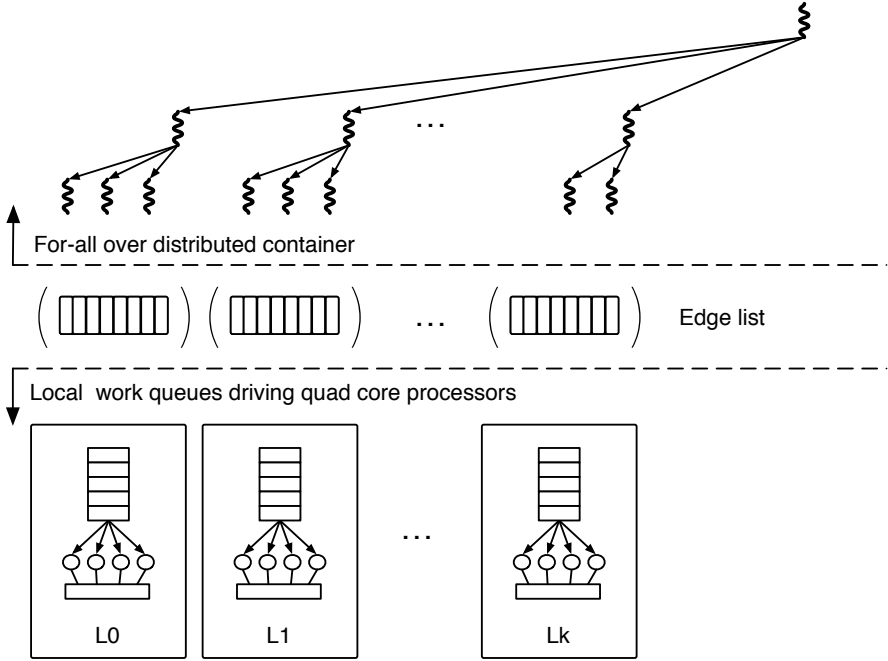 ...
For-all over distributed container
...
Edge list
Local work queues driving quad core processors
...
L0
L1
Lk